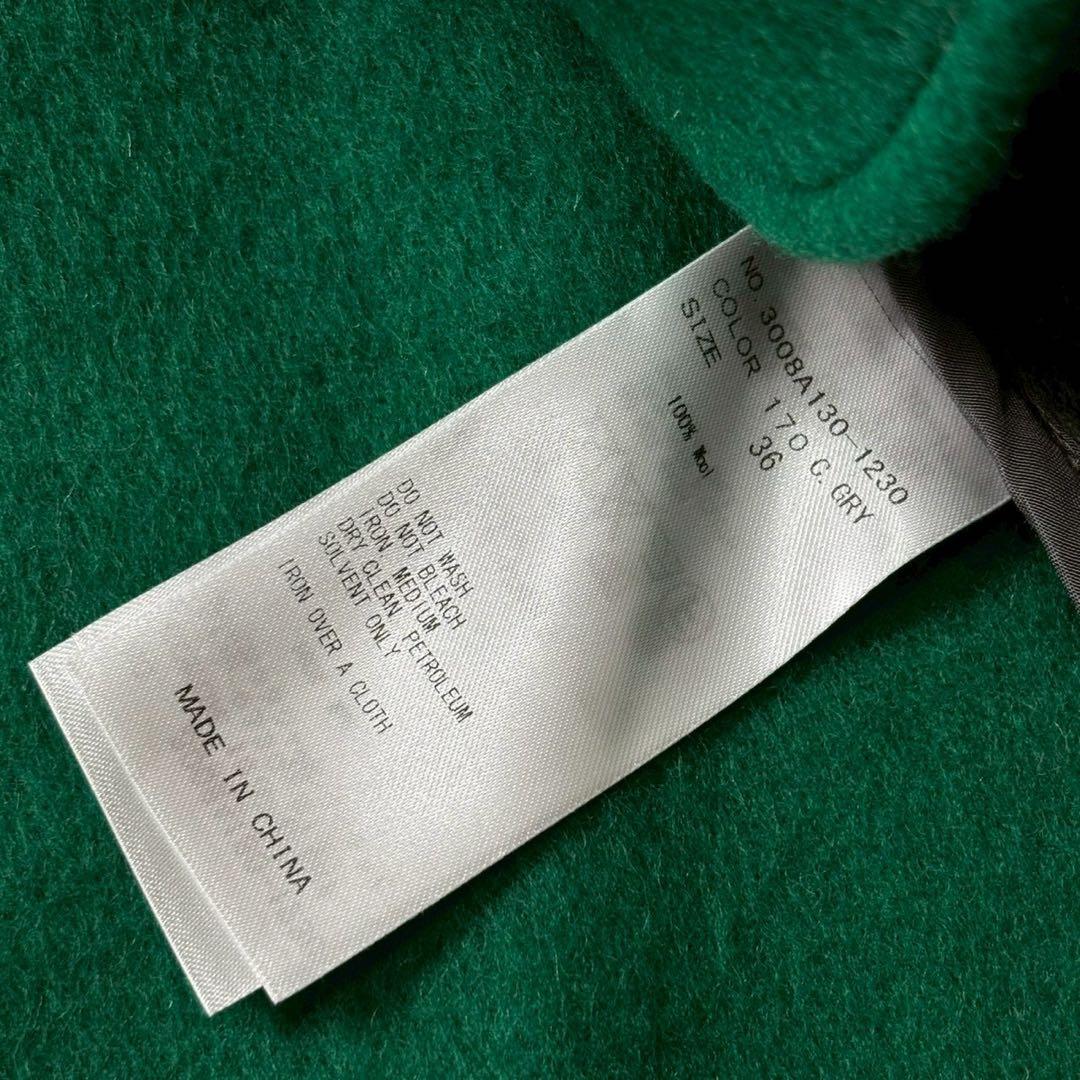 NO. 3008A130-1230
COLOR 170 C.GRY
SIZE 36
100% Wool
DO NOT WASH
DO NOT BLEACH
IRON MEDIUM
DRY CLEAN PETROLEUM
SOLVENT ONLY
IRON OVER A CLOTH
MADE IN CHINA